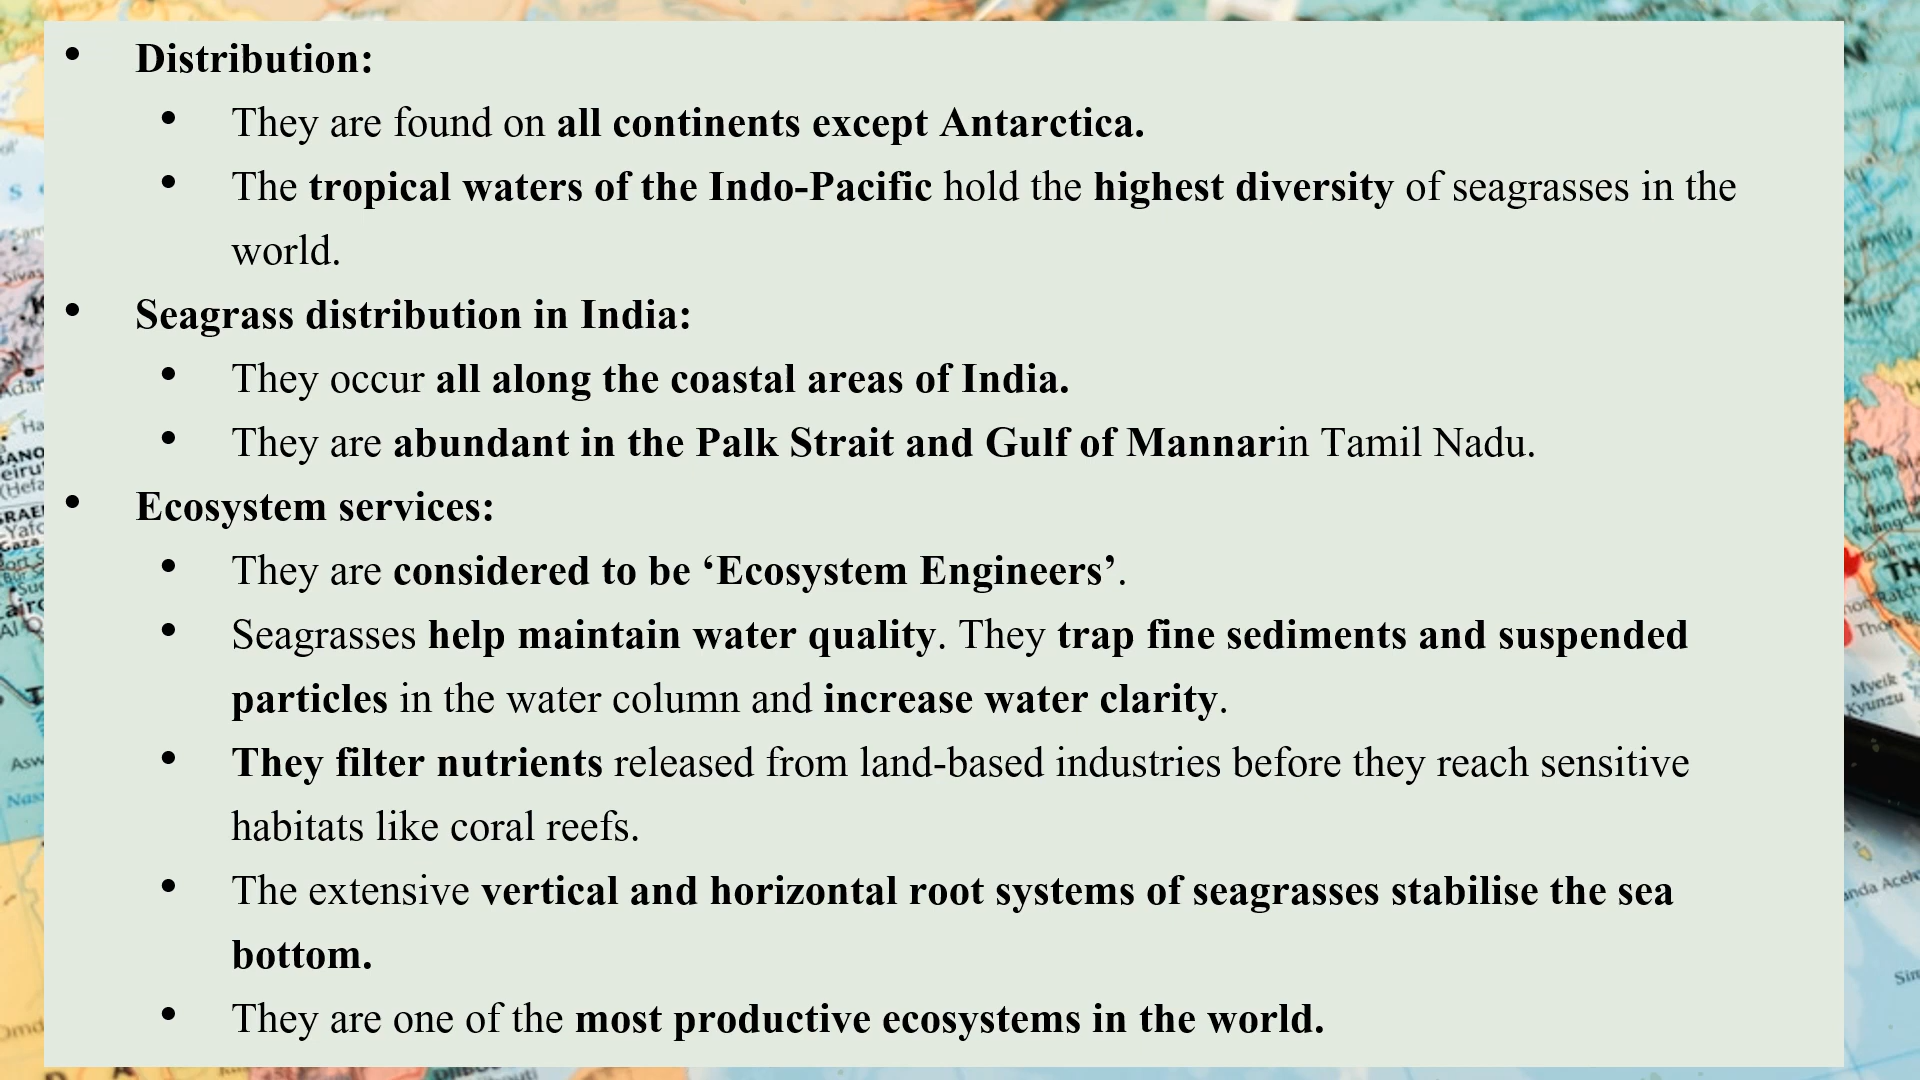 • Distribution:
• They are found on all continents except Antarctica.
• The tropical waters of the Indo-Pacific hold the highest diversity of seagrasses in the
world.
• Seagrass distribution in India:
• They occur all along the coastal areas of India.
• They are abundant in the Palk Strait and Gulf of Mannarin Tamil Nadu.
• Ecosystem services:
• They are considered to be ‘Ecosystem Engineers’.
• Seagrasses help maintain water quality. They trap fine sediments and suspended
particles in the water column and increase water clarity.
• They filter nutrients released from land-based industries before they reach sensitive
habitats like coral reefs.
• The extensive vertical and horizontal root systems of seagrasses stabilise the sea
bottom.
• They are one of the most productive ecosystems in the world.
Myeik
Kyunzu